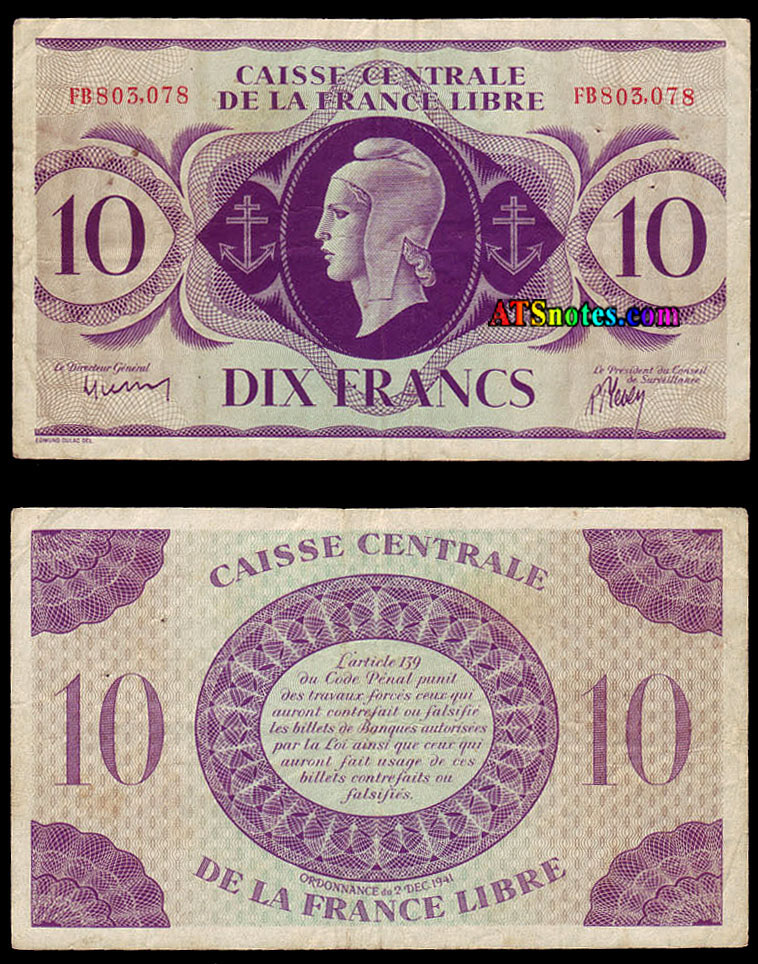 CAISSE CENTRALE
DE LA FRANCE LIBRE
FB803,078
FB803,078
10
10
ATSnotes.com
Le Directeur Général
Le Président du Conseil
de Surveillance
DIX FRANCS
EDMUND DULAC DEL.
CAISSE CENTRALE
L'article 139
du Code Pénal punit
des travaux forcés ceux qui
auront contrefait ou falsifié
les billets de Banques autorisées
par la Loi ainsi que ceux qui
auront fait usage de ces
billets contrefaits ou
falsifiés.
10
10
ORDONNANCE du 2 DEC. 1941
DE LA FRANCE LIBRE